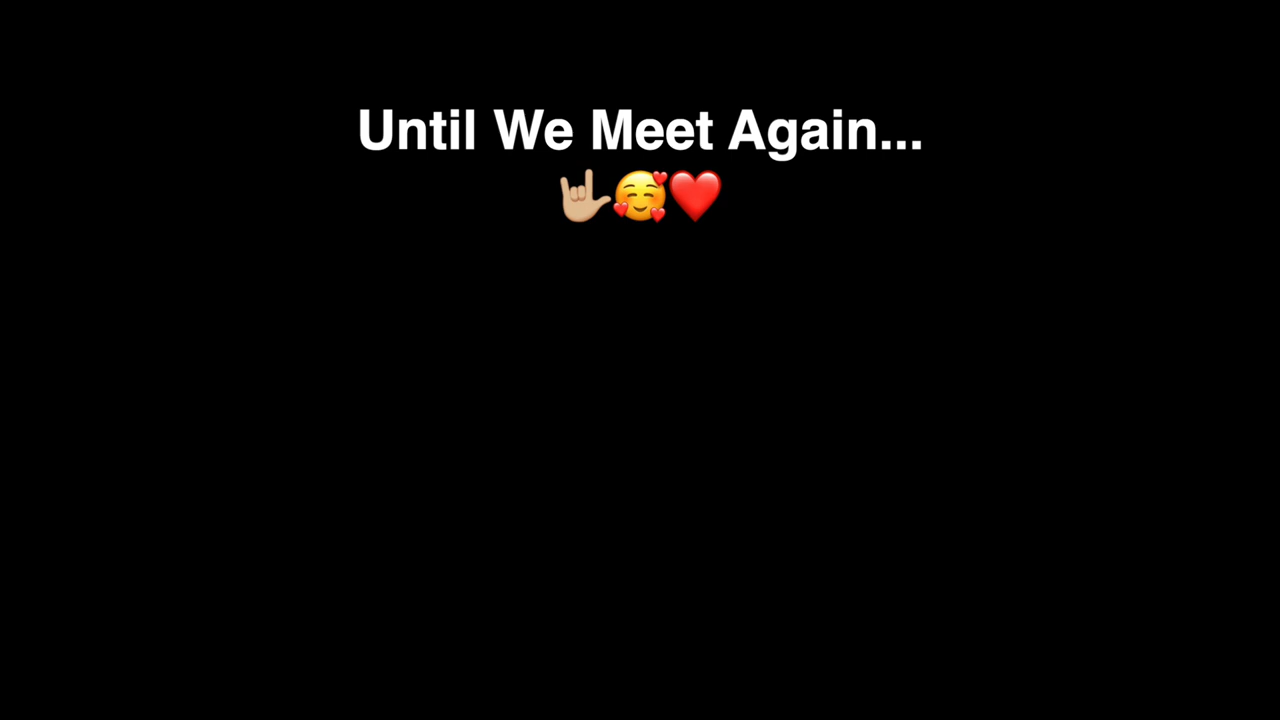 Until We Meet Again...
🤟🏼🥰❤️